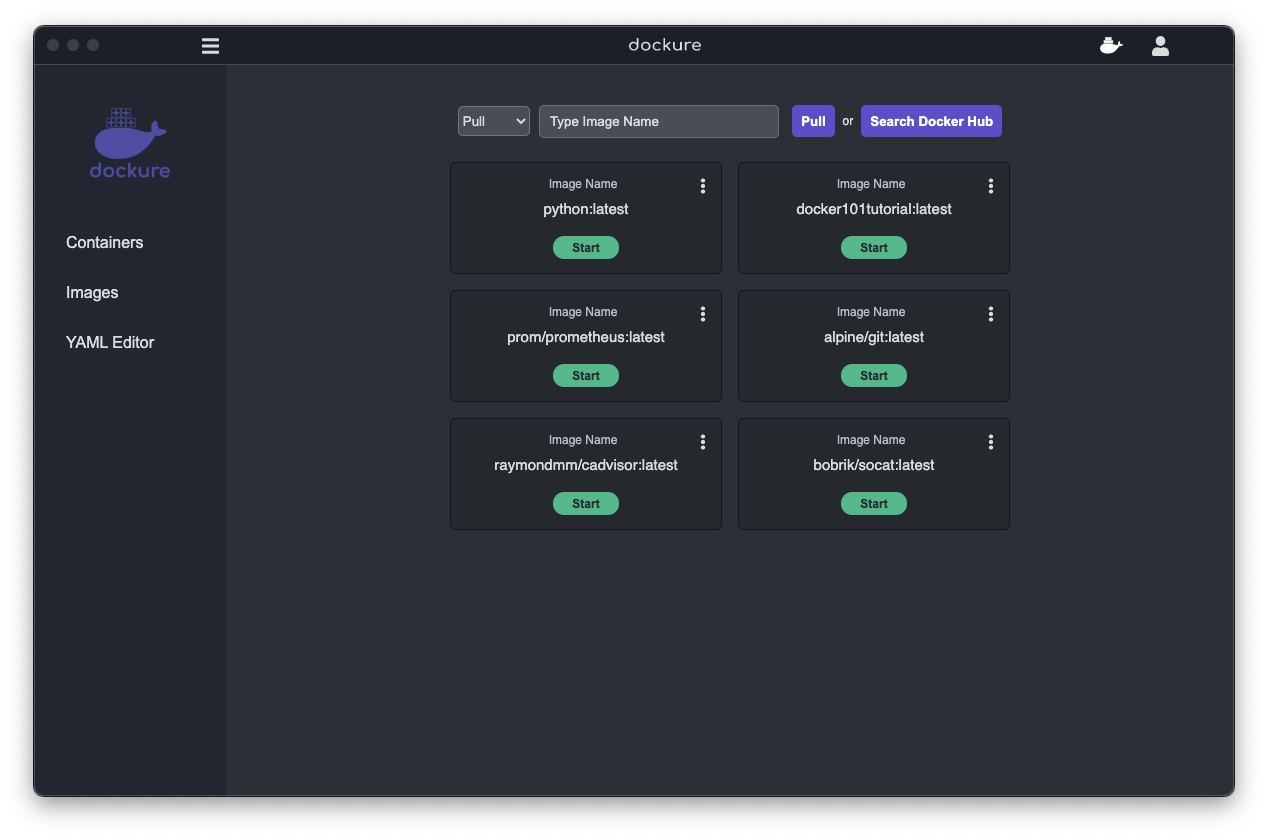 dockure
dockure
Containers
Images
YAML Editor
Pull Type Image Name Pull or Search Docker Hub
Image Name
python:latest
Start
Image Name
docker101tutorial:latest
Start
Image Name
prom/prometheus:latest
Start
Image Name
alpine/git:latest
Start
Image Name
raymondmm/cadvisor:latest
Start
Image Name
bobrik/socat:latest
Start